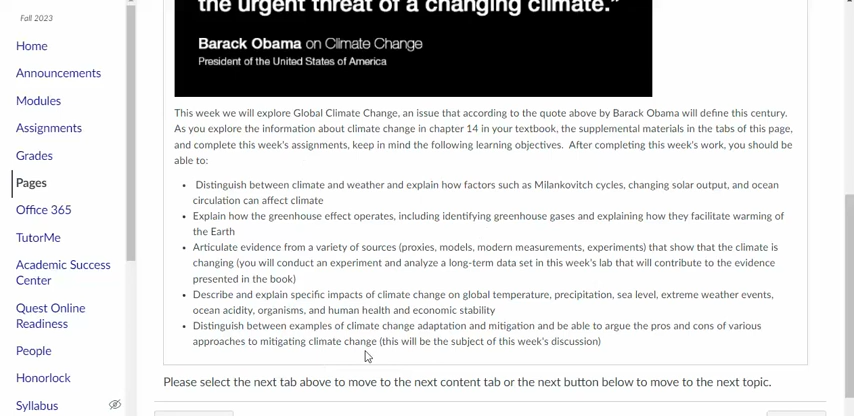 Fall 2023
Home
Announcements
Modules
Assignments
Grades
Pages
Office 365
TutorMe
Academic Success
Center
Quest Online
Readiness
People
Honorlock
Syllabus
the urgent threat of a changing climate."
Barack Obama on Climate Change
President of the United States of America
This week we will explore Global Climate Change, an issue that according to the quote above by Barack Obama will define this century.
As you explore the information about climate change in chapter 14 in your textbook, the supplemental materials in the tabs of this page,
and complete this week's assignments, keep in mind the following learning objectives. After completing this week's work, you should be
able to:
• Distinguish between climate and weather and explain how factors such as Milankovitch cycles, changing solar output, and ocean
circulation can affect climate
• Explain how the greenhouse effect operates, including identifying greenhouse gases and explaining how they facilitate warming of
the Earth
• Articulate evidence from a variety of sources (proxies, models, modern measurements, experiments) that show that the climate is
changing (you will conduct an experiment and analyze a long-term data set in this week's lab that will contribute to the evidence
presented in the book)
• Describe and explain specific impacts of climate change on global temperature, precipitation, sea level, extreme weather events,
ocean acidity, organisms, and human health and economic stability
• Distinguish between examples of climate change adaptation and mitigation and be able to argue the pros and cons of various
approaches to mitigating climate change (this will be the subject of this week's discussion)
Please select the next tab above to move to the next content tab or the next button below to move to the next topic.